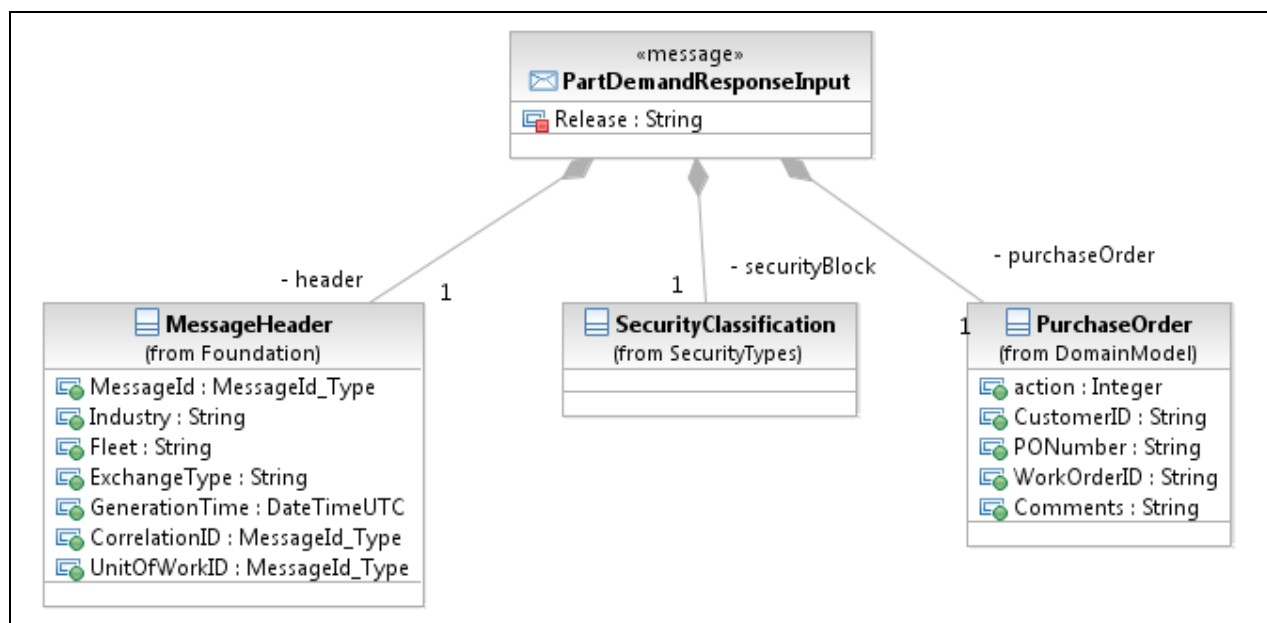 «message»
PartDemandResponseInput
Release : String
- header
1
- securityBlock
1
- purchaseOrder
1
MessageHeader
(from Foundation)
MessageId : MessageId_Type
Industry : String
Fleet : String
ExchangeType : String
GenerationTime : DateTimeUTC
CorrelationID : MessageId_Type
UnitOfWorkID : MessageId_Type
SecurityClassification
(from SecurityTypes)
PurchaseOrder
(from DomainModel)
action : Integer
CustomerID : String
PONumber : String
WorkOrderID : String
Comments : String